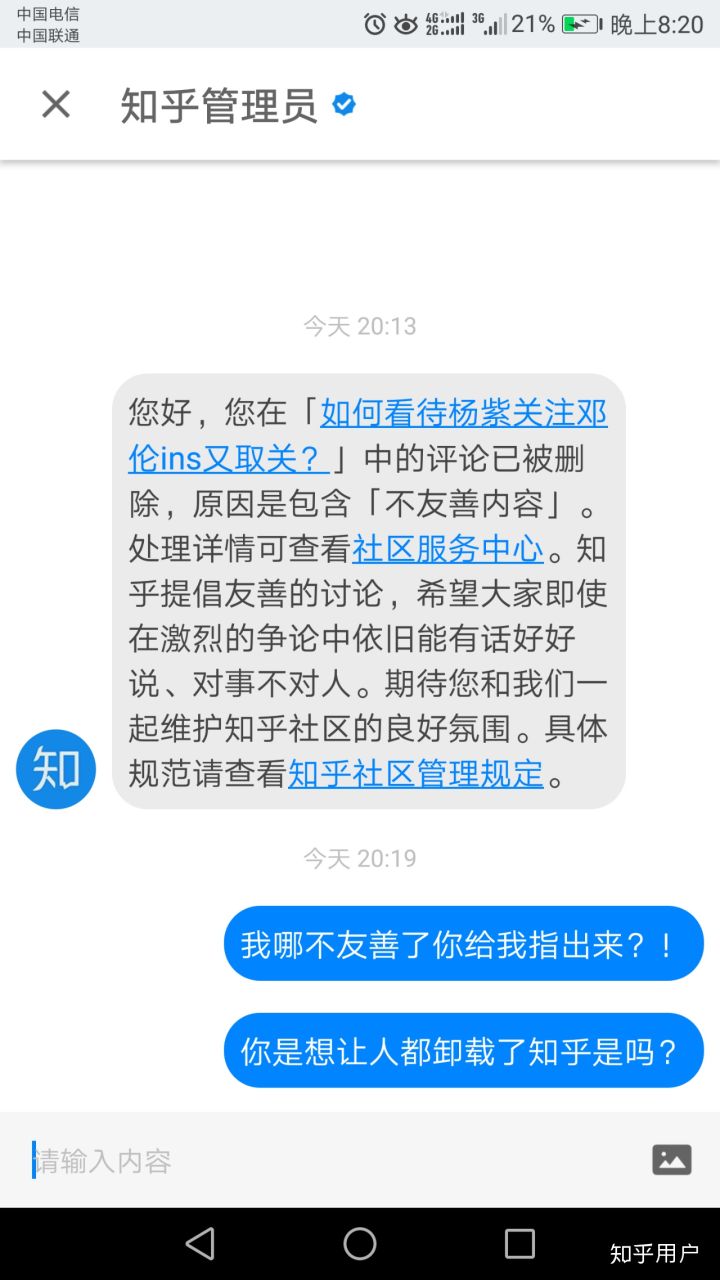 中国电信
中国联通
4G
2G
3G
21%
晚上8:20
知乎管理员
今天 20:13
您好，您在「如何看待杨紫关注邓
伦ins又取关？」中的评论已被删
除，原因是包含「不友善内容」。
处理详情可查看社区服务中心。知
乎提倡友善的讨论，希望大家即使
在激烈的争论中依旧能有话好好
说、对事不对人。期待您和我们一
起维护知乎社区的良好氛围。具体
规范请查看知乎社区管理规定。
知
今天 20:19
我哪不友善了你给我指出来？！
你是想让人都卸载了知乎是吗？
请输入内容
知乎用户